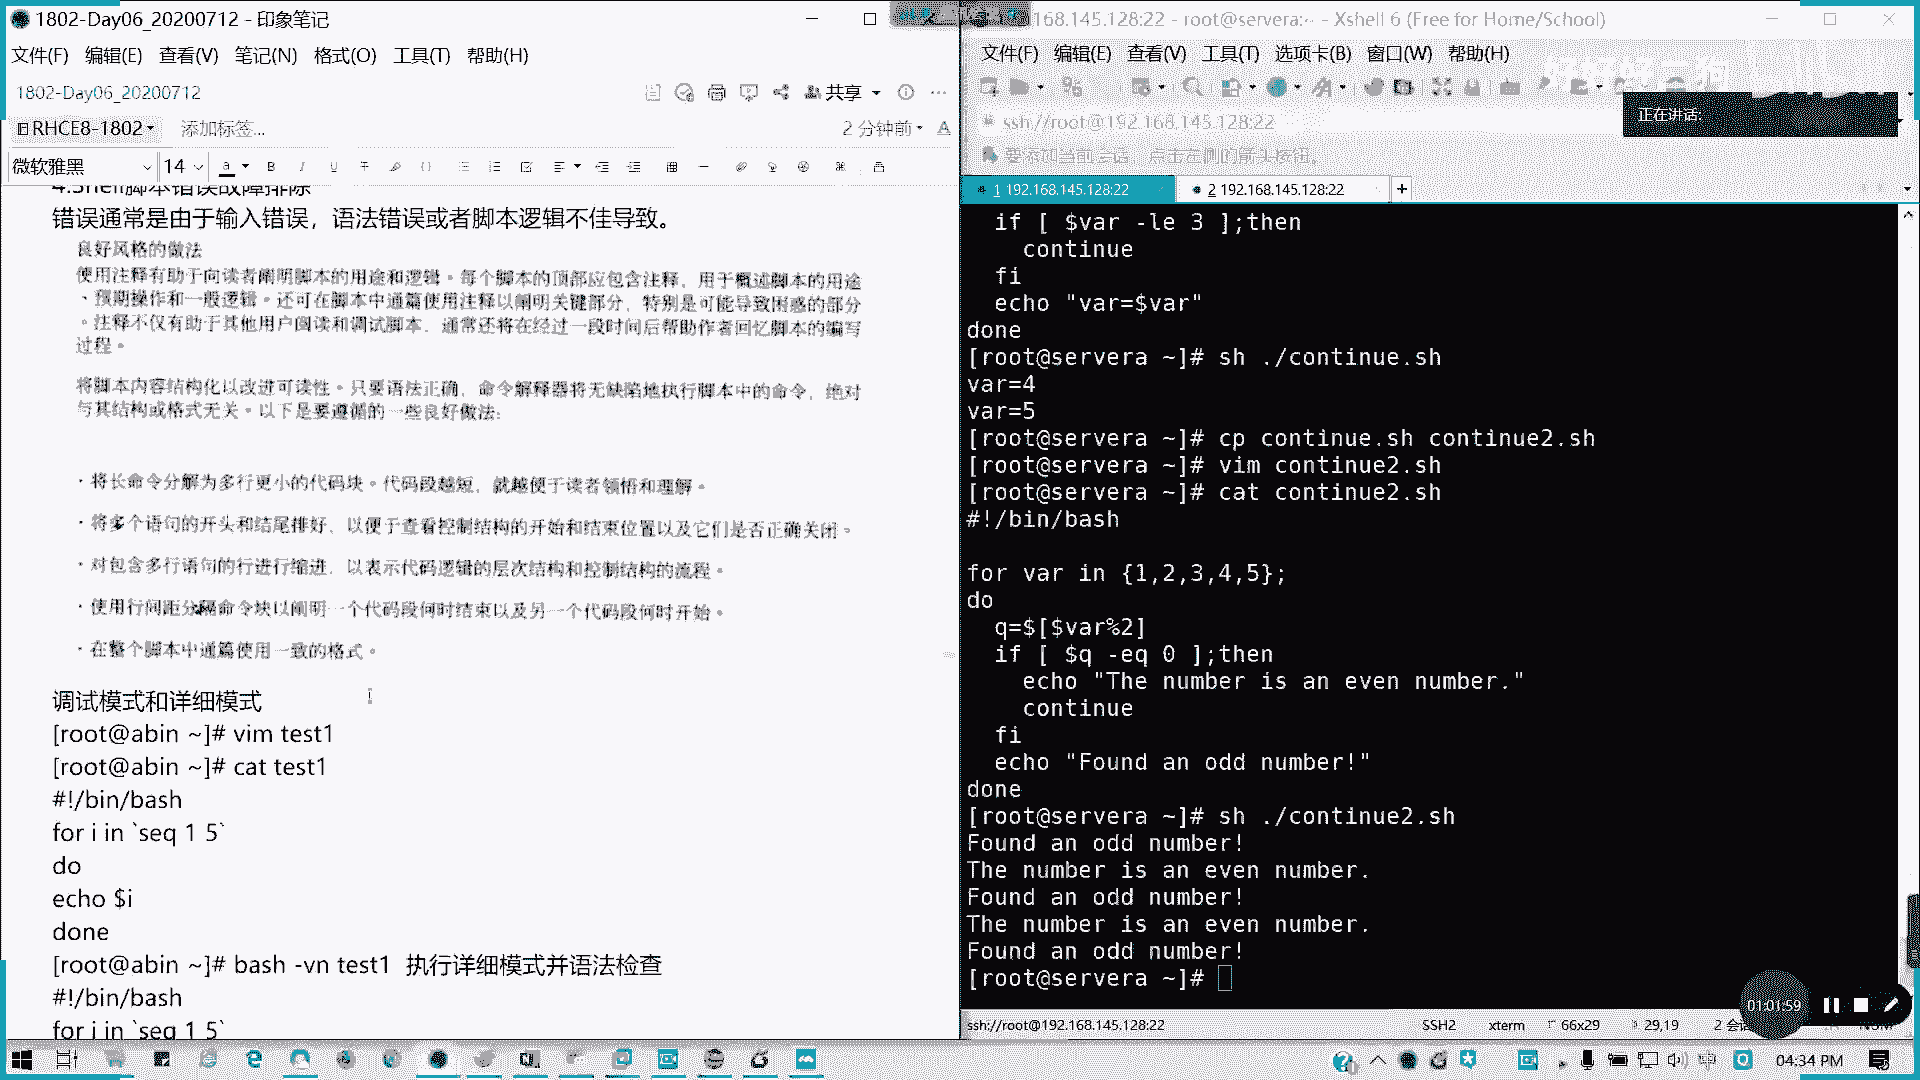 1802-Day06_20200712 - 印象笔记
文件(F) 编辑(E) 查看(V) 笔记(N) 格式(O) 工具(T) 帮助(H)
1802-Day06_20200712
共享
RHCE8-1802
添加标签...
2 分钟前
微软雅黑
14
4.Shell脚本错误故障排除
错误通常是由于输入错误，语法错误或者脚本逻辑不佳导致。
良好风格的做法
使用注释有助于向读者阐明脚本的用途和逻辑。每个脚本的顶部应包含注释，用于概述脚本的用途
、预期操作和一般逻辑。还可在脚本中通篇使用注释以阐明关键部分，特别是可能导致困惑的部分
。注释不仅有助于其他用户阅读和调试脚本，通常还将在经过一段时间后帮助作者回忆脚本的编写
过程。
将脚本内容结构化以改进可读性。只要语法正确，命令解释器将无缺陷地执行脚本中的命令，绝对
与其结构或格式无关。以下是要遵循的一些良好做法:
· 将长命令分解为多行更小的代码块。代码段越短，就越便于读者领悟和理解。
· 将多个语句的开头和结尾排好，以便于查看控制结构的开始和结束位置以及它们是否正确关闭。
· 对包含多行语句的行进行缩进，以表示代码逻辑的层次结构和控制结构的流程。
· 使用行间距分隔命令块以阐明一个代码段何时结束以及另一个代码段何时开始。
· 在整个脚本中通篇使用一致的格式。
调试模式和详细模式
[root@abin ~]# vim test1
[root@abin ~]# cat test1
#!/bin/bash
for i in `seq 1 5`
do
echo $i
done
[root@abin ~]# bash -vn test1 执行详细模式并语法检查
#!/bin/bash
for i in `seq 1 5`
168.145.128:22 - root@servera:~ - Xshell 6 (Free for Home/School)
文件(F) 编辑(E) 查看(V) 工具(T) 选项卡(B) 窗口(W) 帮助(H)
正在讲话:
ssh://root@192.168.145.128:22
要添加当前会话，点击左侧的箭头按钮。
1 192.168.145.128:22
2 192.168.145.128:22
if [ $var -le 3 ];then
continue
fi
echo "var=$var"
done
[root@servera ~]# sh ./continue.sh
var=4
var=5
[root@servera ~]# cp continue.sh continue2.sh
[root@servera ~]# vim continue2.sh
[root@servera ~]# cat continue2.sh
#!/bin/bash
for var in {1,2,3,4,5};
do
q=$[$var%2]
if [ $q -eq 0 ];then
echo "The number is an even number."
continue
fi
echo "Found an odd number!"
done
[root@servera ~]# sh ./continue2.sh
Found an odd number!
The number is an even number.
Found an odd number!
The number is an even number.
Found an odd number!
[root@servera ~]#
01:01:59
ssh://root@192.168.145.128:22
SSH2
xterm
66x29
29,19
04:34 PM